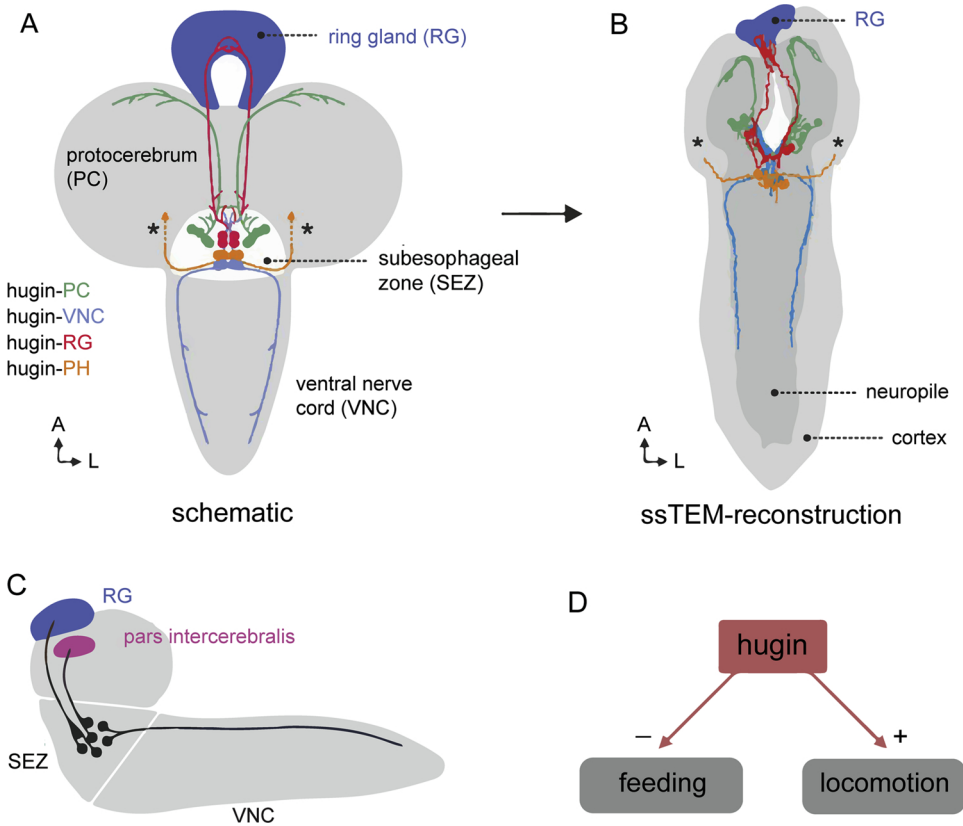 A
ring gland (RG)
protocerebrum
(PC)
*
*
subesophageal
zone (SEZ)
hugin-PC
hugin-VNC
hugin-RG
hugin-PH
ventral nerve
cord (VNC)
A
L
schematic
B
RG
*
*
neuropile
cortex
A
L
ssTEM-reconstruction
C
RG
pars intercerebralis
SEZ
VNC
D
hugin
– +
feeding
locomotion